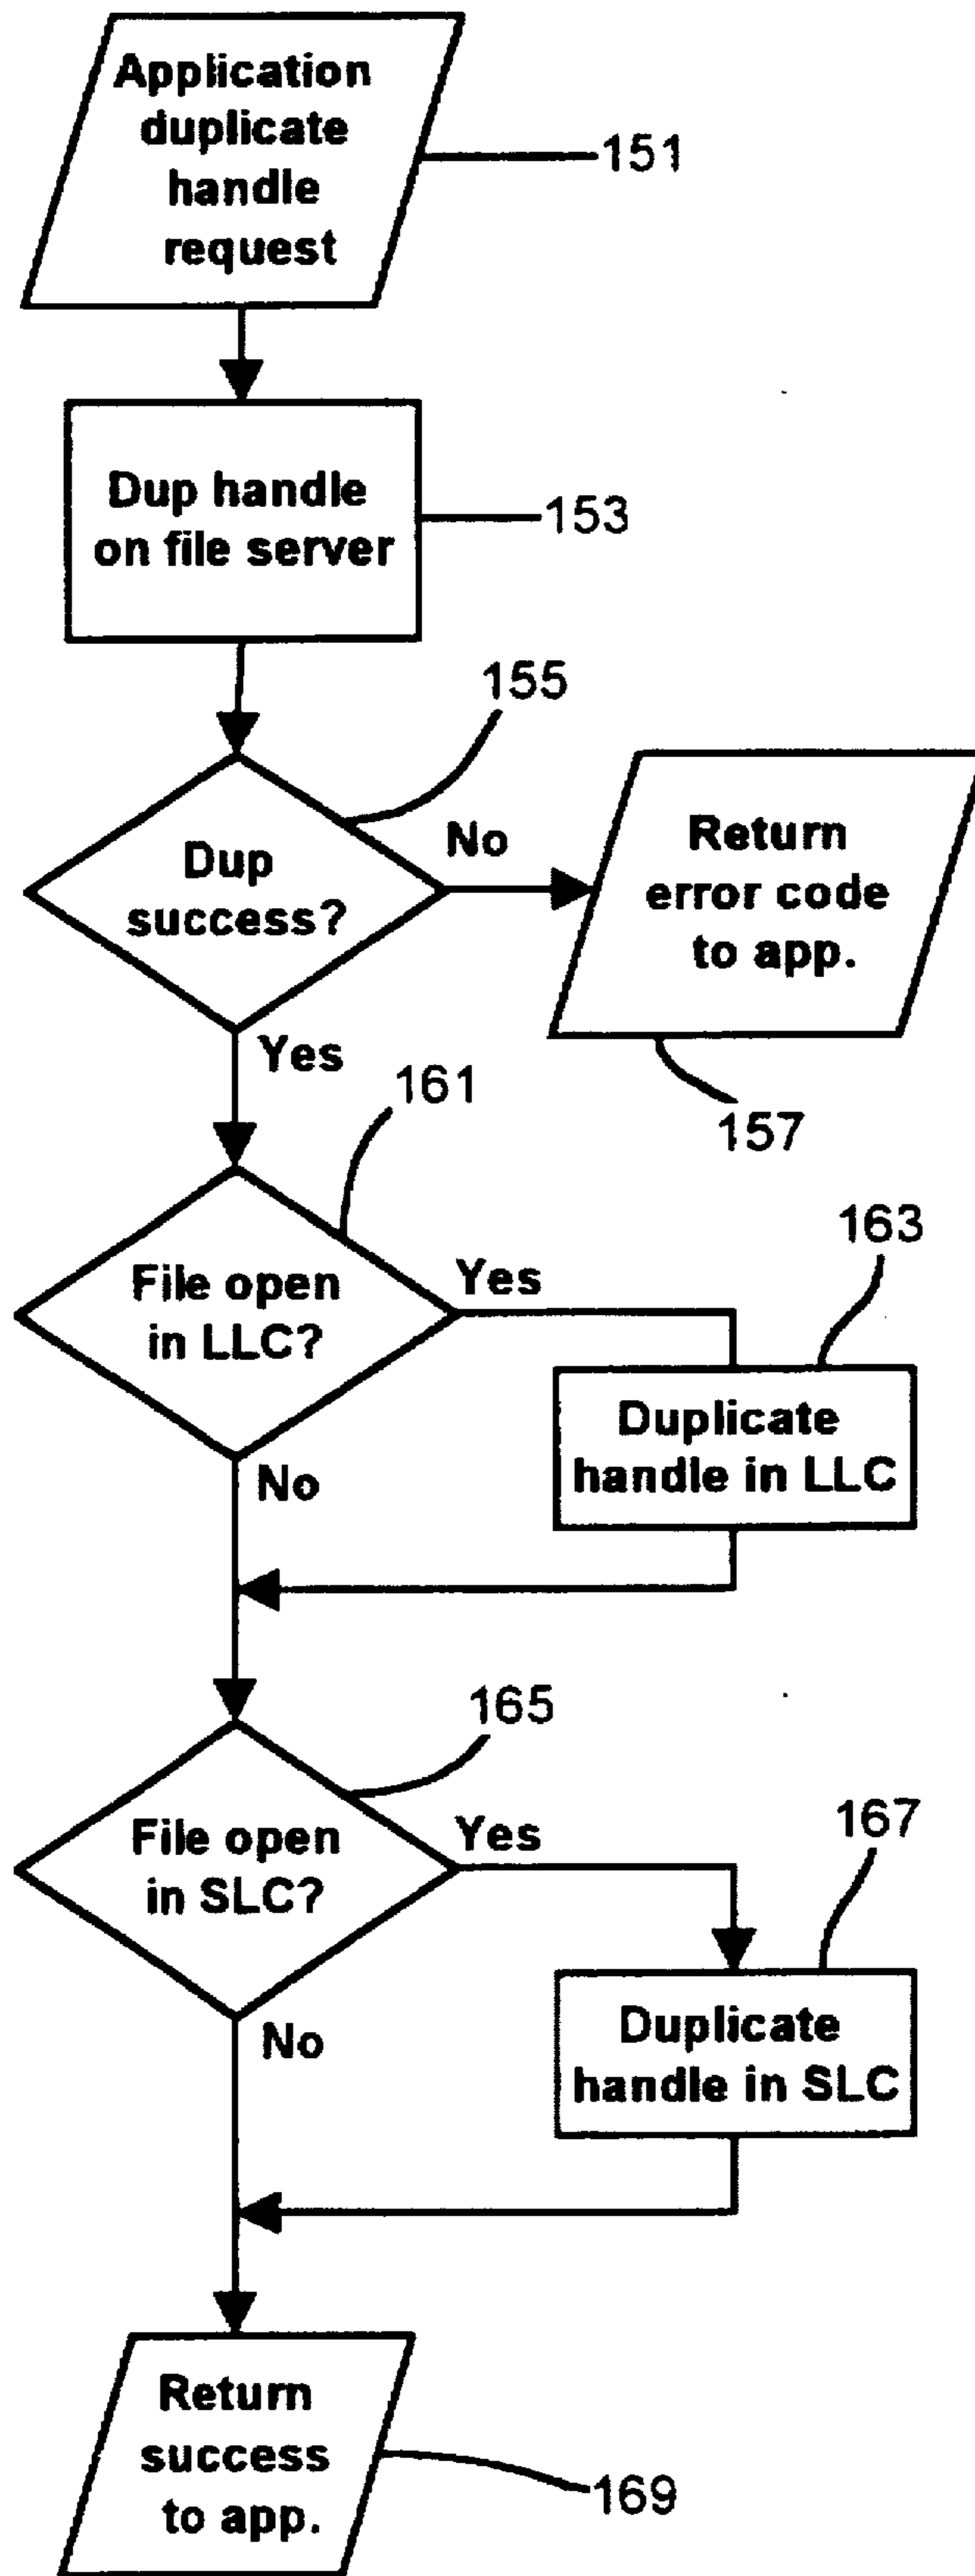 Application
duplicate
handle
request
151
Dup handle
on file server
153
155
Dup
success?
No
Return
error code
to app.
157
Yes
161
File open
in LLC?
Yes
163
Duplicate
handle in LLC
No
165
File open
in SLC?
Yes
167
Duplicate
handle in SLC
No
Return
success
to app.
169